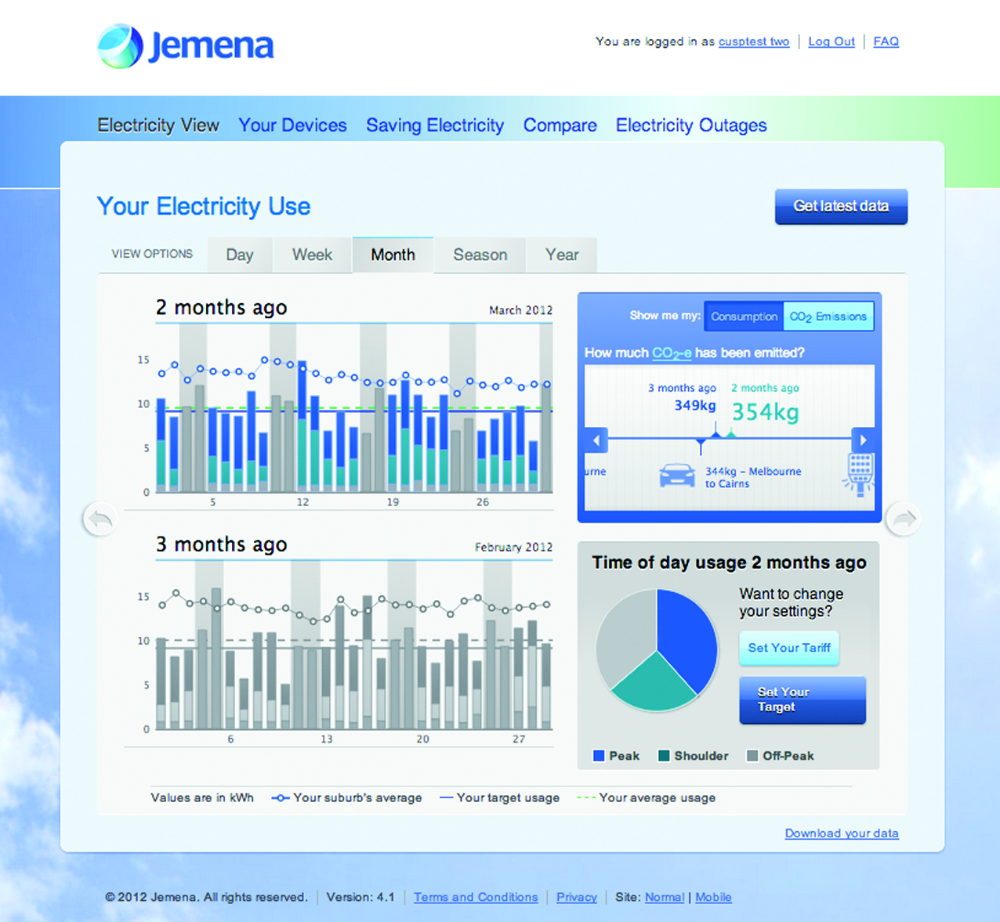 Jemena
You are logged in as cusptest two | Log Out | FAQ
Electricity View Your Devices Saving Electricity Compare Electricity Outages
Your Electricity Use
Get latest data
VIEW OPTIONS Day Week Month Season Year
2 months ago
March 2012
15
10
5
0
5 12 19 26
3 months ago
February 2012
15
10
5
0
6 13 20 27
Show me my: Consumption CO2 Emissions
How much CO2-e has been emitted?
3 months ago 2 months ago
349kg 354kg
urne
344kg – Melbourne
to Cairns
Time of day usage 2 months ago
Want to change
your settings?
Set Your Tariff
Set Your
Target
Peak Shoulder Off-Peak
Values are in kWh Your suburb's average Your target usage Your average usage
Download your data
© 2012 Jemena. All rights reserved. | Version: 4.1 | Terms and Conditions | Privacy | Site: Normal | Mobile